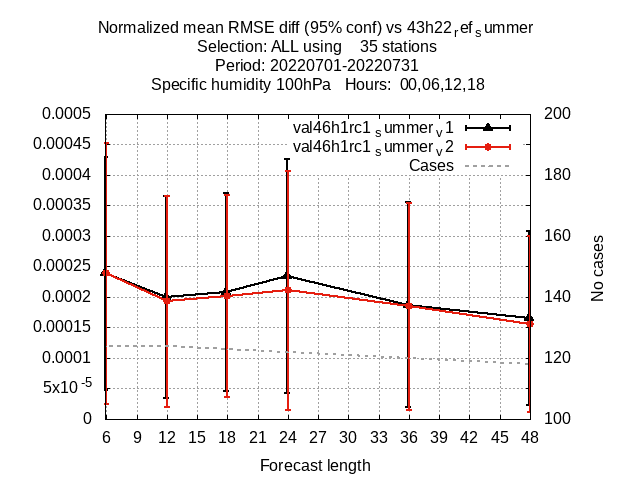 Normalized mean RMSE diff (95% conf) vs 43h22refsummer
Selection: ALL using    35 stations
Period: 20220701-20220731
Specific humidity 100hPa   Hours: 00,06,12,18
0.0005
0.00045
0.0004
0.00035
0.0003
0.00025
0.0002
0.00015
0.0001
5x10-5
0
200
180
160
140
120
100
No cases
val46h1rc1summerv1
val46h1rc1summerv2
Cases
6 9 12 15 18 21 24 27 30 33 36 39 42 45 48
Forecast length